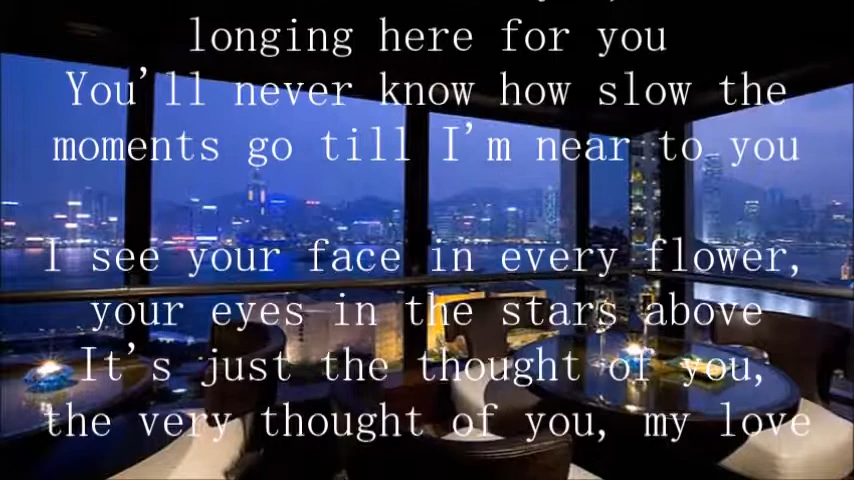 longing here for you
You'll never know how slow the
moments go till I'm near to you
I see your face in every flower,
your eyes in the stars above
It's just the thought of you,
the very thought of you, my love